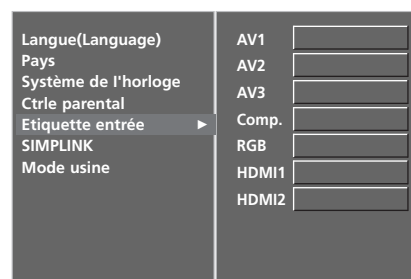 Langue(Language)
Pays
Système de I'horloge
Ctrle parental
Etiquette entrée ►
SIMPLINK
Mode usine
AV1
AV2
AV3
Comp.
RGB
HDMI1
HDMI2